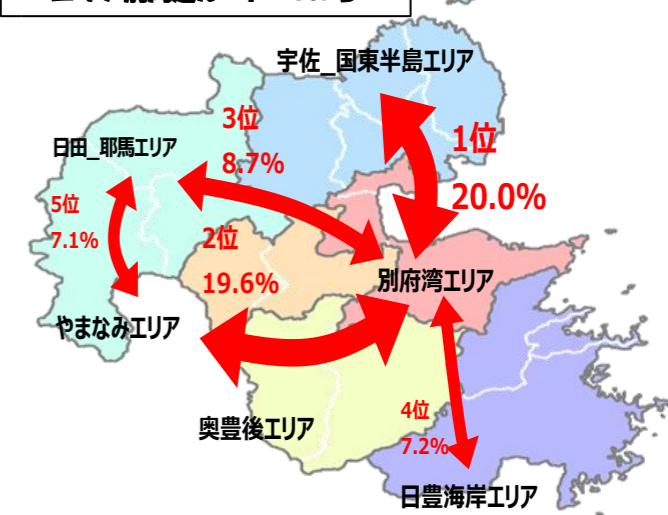 宇佐_国東半島エリア
3位
8.7%
1位
20.0%
日田_耶馬エリア
5位
7.1%
2位
19.6%
別府湾エリア
やまなみエリア
奥豊後エリア
4位
7.2%
日豊海岸エリア